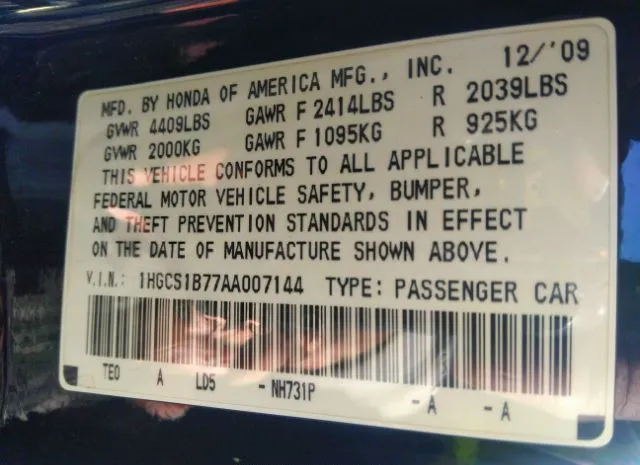 MFD. BY HONDA OF AMERICA MFG., INC. 12/'09
GVWR 4409LBS GAWR F 2414LBS R 2039LBS
GVWR 2000KG GAWR F 1095KG R 925KG
THIS VEHICLE CONFORMS TO ALL APPLICABLE
FEDERAL MOTOR VEHICLE SAFETY, BUMPER,
AND THEFT PREVENTION STANDARDS IN EFFECT
ON THE DATE OF MANUFACTURE SHOWN ABOVE.
V.I.N.: 1HGCS1B77AA007144 TYPE: PASSENGER CAR
TE0 A LD5 - NH731P -A -A